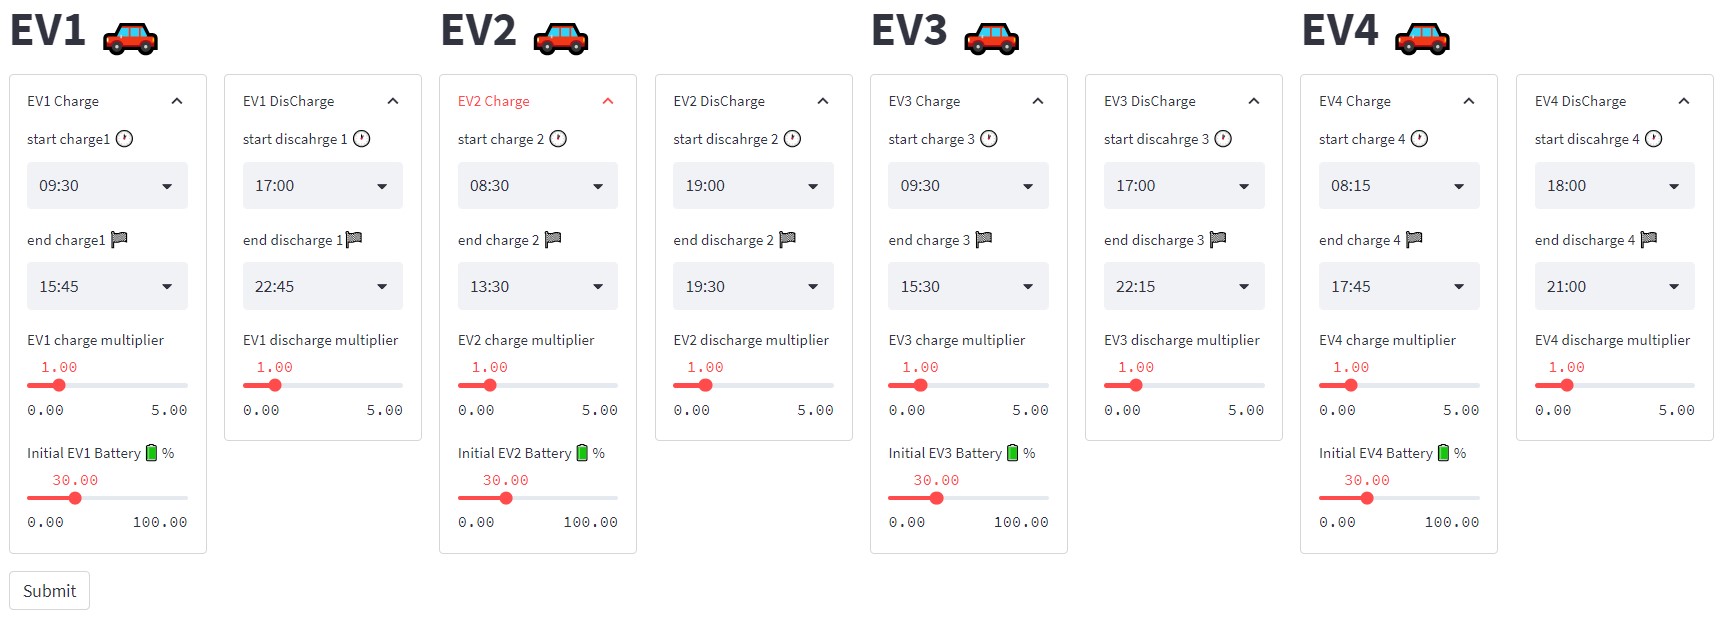 EV1
EV2
EV3
EV4
EV1 Charge
start charge1
09:30
end charge1
15:45
EV1 charge multiplier
1.00
0.00 5.00
Initial EV1 Battery %
30.00
0.00 100.00
EV1 DisCharge
start discahrge 1
17:00
end discharge 1
22:45
EV1 discharge multiplier
1.00
0.00 5.00
EV2 Charge
start charge 2
08:30
end charge 2
13:30
EV2 charge multiplier
1.00
0.00 5.00
Initial EV2 Battery %
30.00
0.00 100.00
EV2 DisCharge
start discahrge 2
19:00
end discharge 2
19:30
EV2 discharge multiplier
1.00
0.00 5.00
EV3 Charge
start charge 3
09:30
end charge 3
15:30
EV3 charge multiplier
1.00
0.00 5.00
Initial EV3 Battery %
30.00
0.00 100.00
EV3 DisCharge
start discahrge 3
17:00
end discharge 3
22:15
EV3 discharge multiplier
1.00
0.00 5.00
EV4 Charge
start charge 4
08:15
end charge 4
17:45
EV4 charge multiplier
1.00
0.00 5.00
Initial EV4 Battery %
30.00
0.00 100.00
EV4 DisCharge
start discahrge 4
18:00
end discharge 4
21:00
EV4 discharge multiplier
1.00
0.00 5.00
Submit